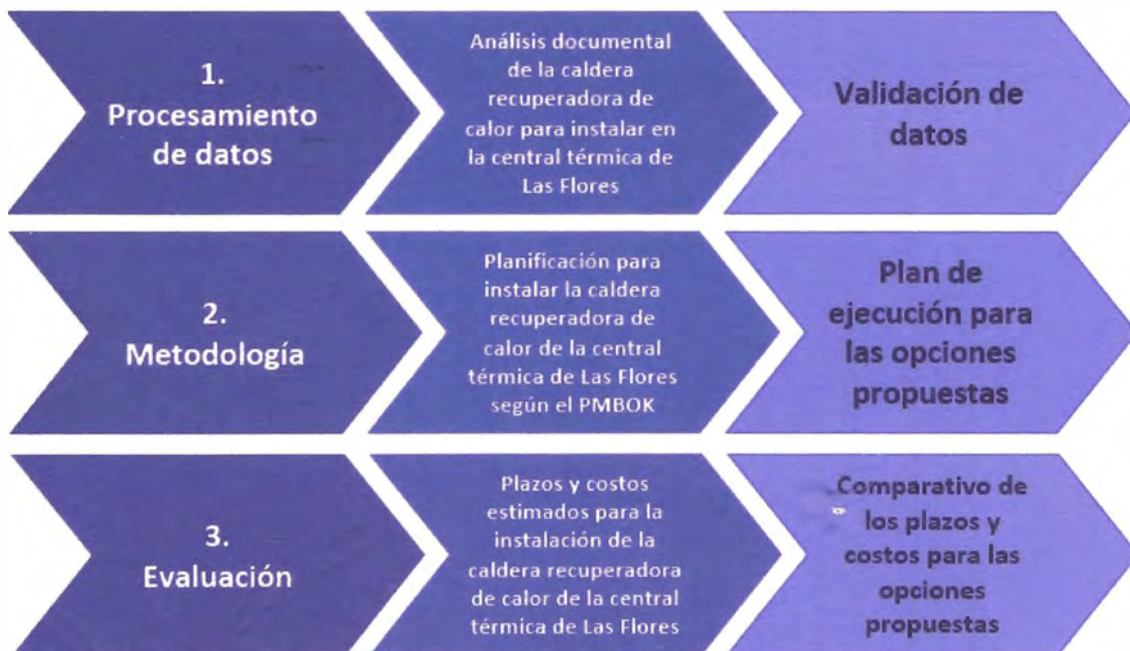 1.
Procesamiento
de datos
Análisis documental
de la caldera
recuperadora de
calor para instalar en
la central térmica de
Las Flores
Validación de
datos
2.
Metodología
Planificación para
instalar la caldera
recuperadora de
calor de la central
térmica de Las Flores
según el PMBOK
Plan de
ejecución para
las opciones
propuestas
3.
Evaluación
Plazos y costos
estimados para la
instalación de la
caldera recuperadora
de calor de la central
térmica de Las Flores
Comparativo de
los plazos y
costos para las
opciones
propuestas